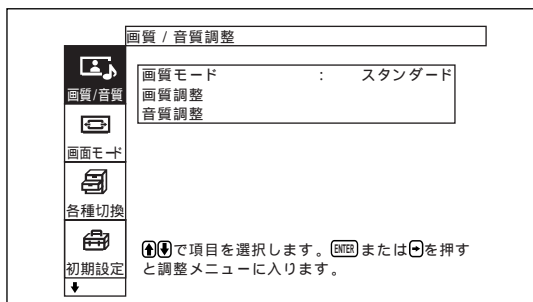 画質 / 音質調整
画質/音質
画面モード
各種切換
初期設定
画質モード : スタンダード
画質調整
音質調整
で項目を選択します。ENTERまたはを押す
と調整メニューに入ります。